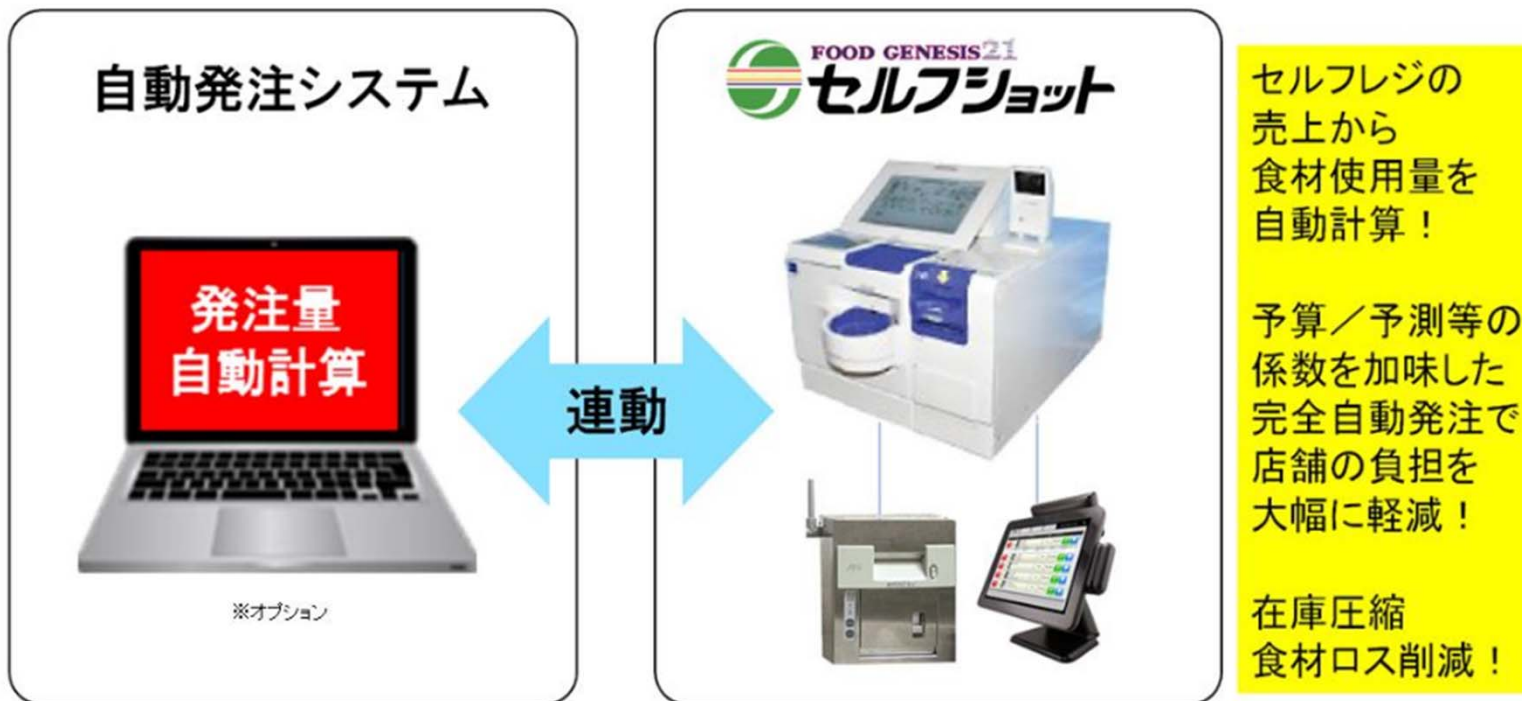 自動発注システム
発注量
自動計算
※オプション
連動
FOOD GENESIS21
セルフショット
セルフレジの
売上から
食材使用量を
自動計算！
予算／予測等の
係数を加味した
完全自動発注で
店舗の負担を
大幅に軽減！
在庫圧縮
食材ロス削減！